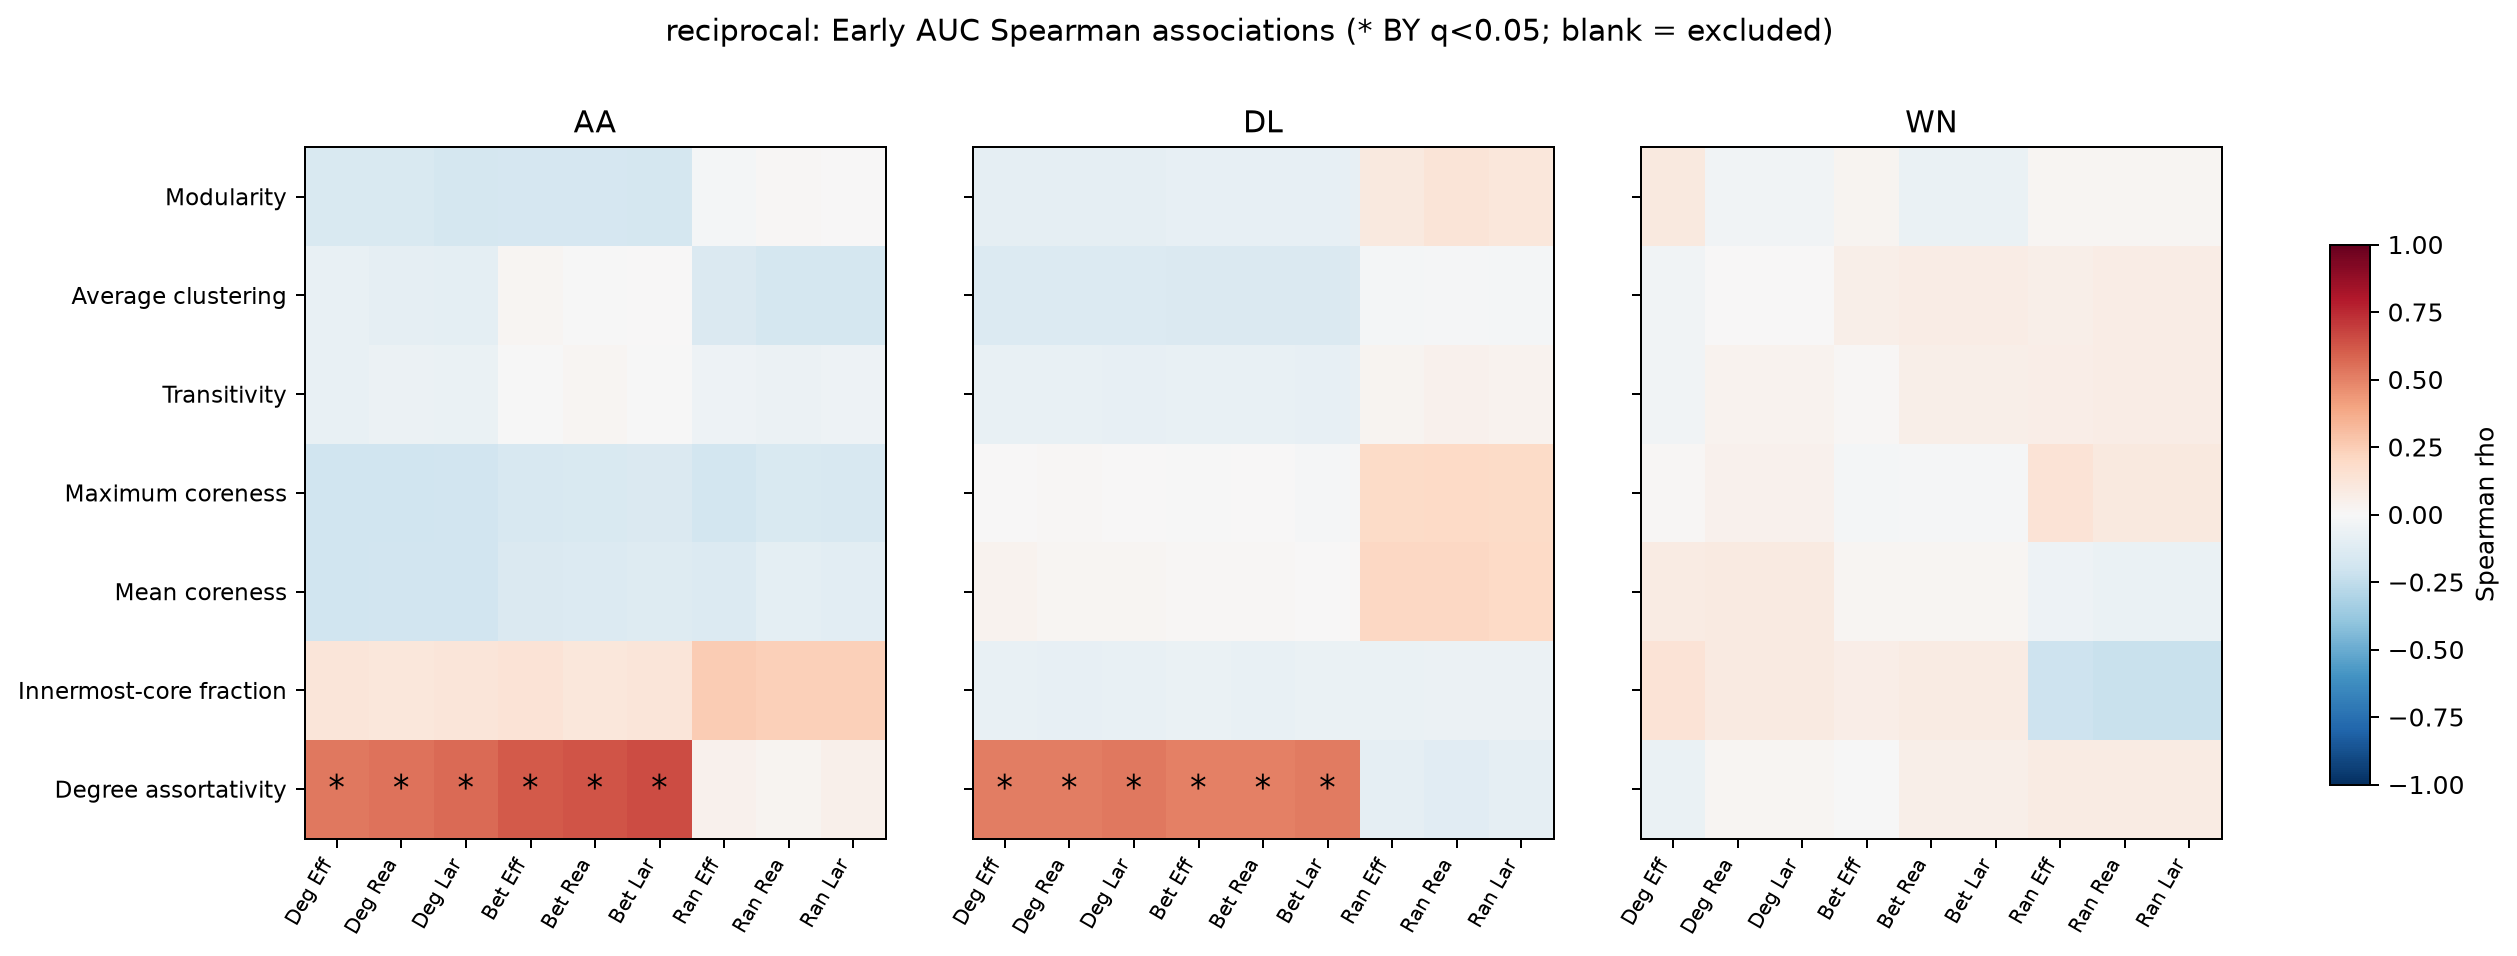 reciprocal: Early AUC Spearman associations (* BY q<0.05; blank = excluded)
AA
DL
WN
Modularity
Average clustering
Transitivity
Maximum coreness
Mean coreness
Innermost-core fraction
Degree assortativity
* * * * * *
* * * * * *
Deg Eff
Deg Rea
Deg Lar
Bet Eff
Bet Rea
Bet Lar
Ran Eff
Ran Rea
Ran Lar
Deg Eff
Deg Rea
Deg Lar
Bet Eff
Bet Rea
Bet Lar
Ran Eff
Ran Rea
Ran Lar
Deg Eff
Deg Rea
Deg Lar
Bet Eff
Bet Rea
Bet Lar
Ran Eff
Ran Rea
Ran Lar
1.00
0.75
0.50
0.25
0.00
−0.25
−0.50
−0.75
−1.00
Spearman rho